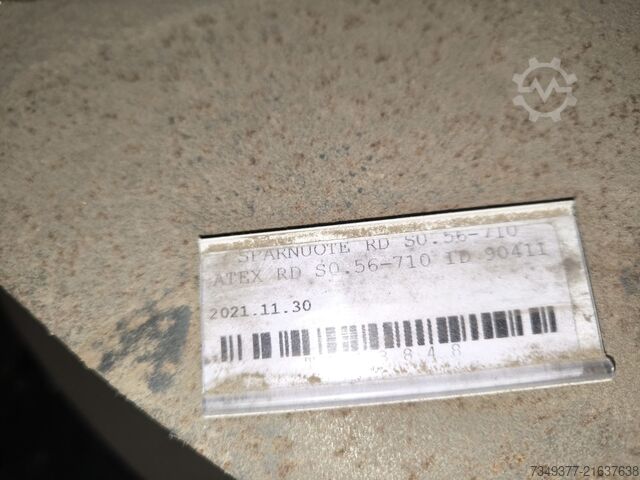 SPARNUOTE RD S0.56-710
ATEX RD S0.56-710 ID 90411
2021.11.30
3848
7349377-21637638